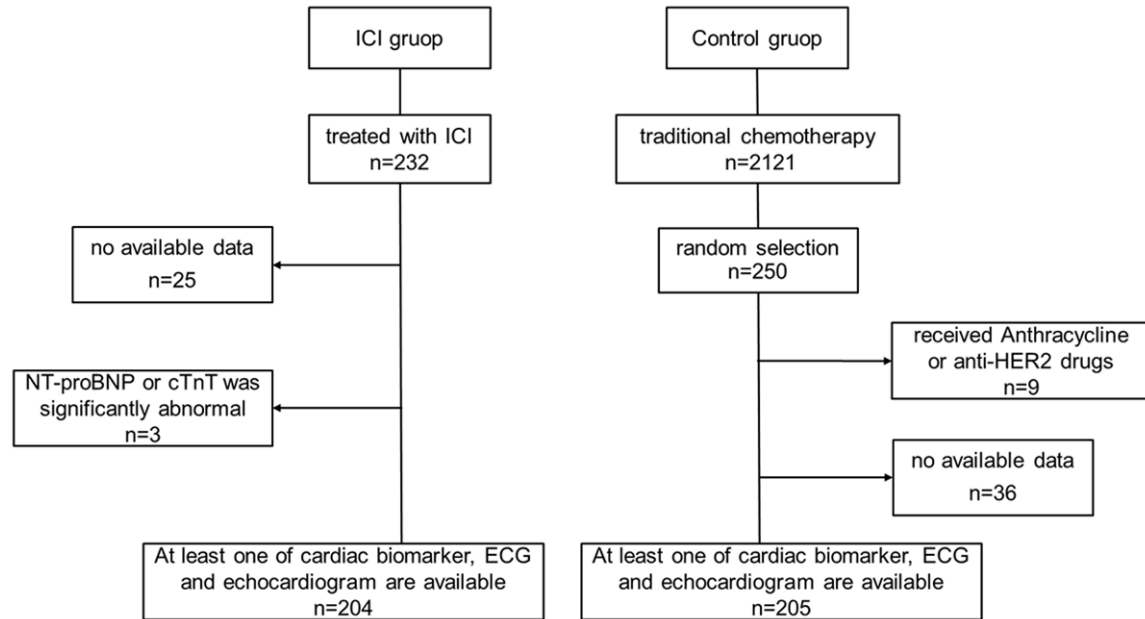 ICI gruop
Control gruop
treated with ICI
n=232
traditional chemotherapy
n=2121
no available data
n=25
random selection
n=250
received Anthracycline
or anti-HER2 drugs
n=9
NT-proBNP or cTnT was
significantly abnormal
n=3
no available data
n=36
At least one of cardiac biomarker, ECG
and echocardiogram are available
n=204
At least one of cardiac biomarker, ECG
and echocardiogram are available
n=205